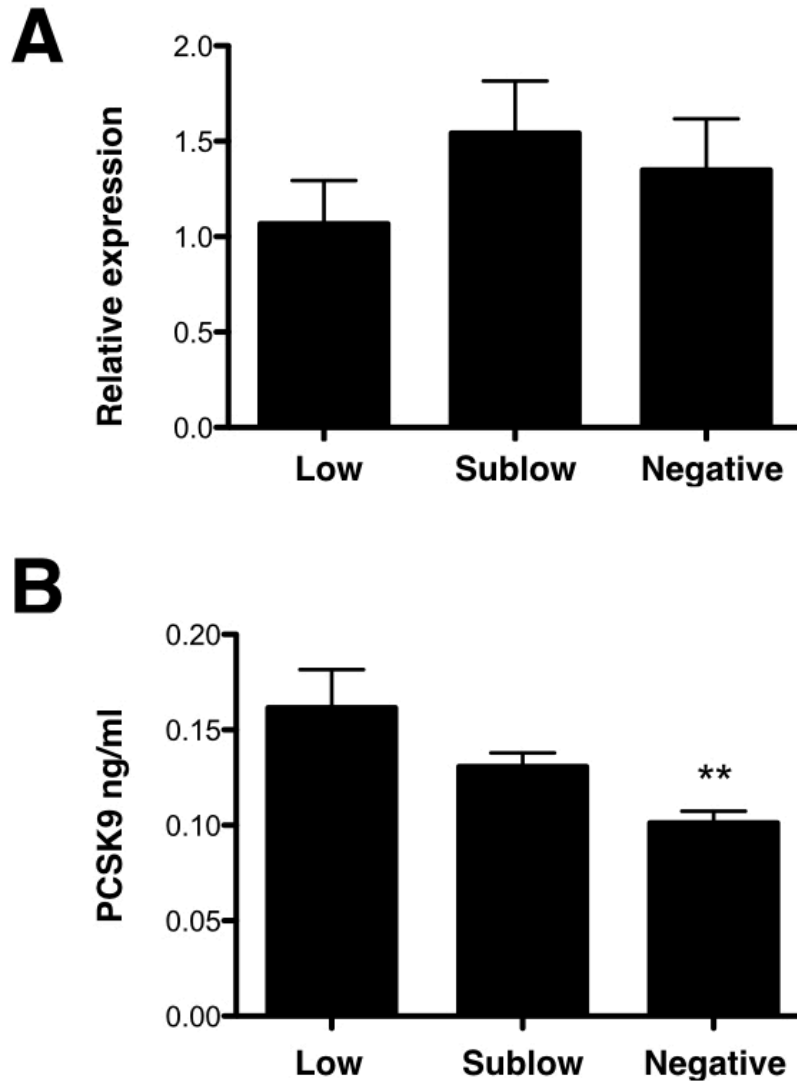 A
Relative expression
2.0
1.5
1.0
0.5
0.0
Low Sublow Negative
B
PCSK9 ng/ml
0.20
0.15
0.10
0.05
0.00
**
Low Sublow Negative